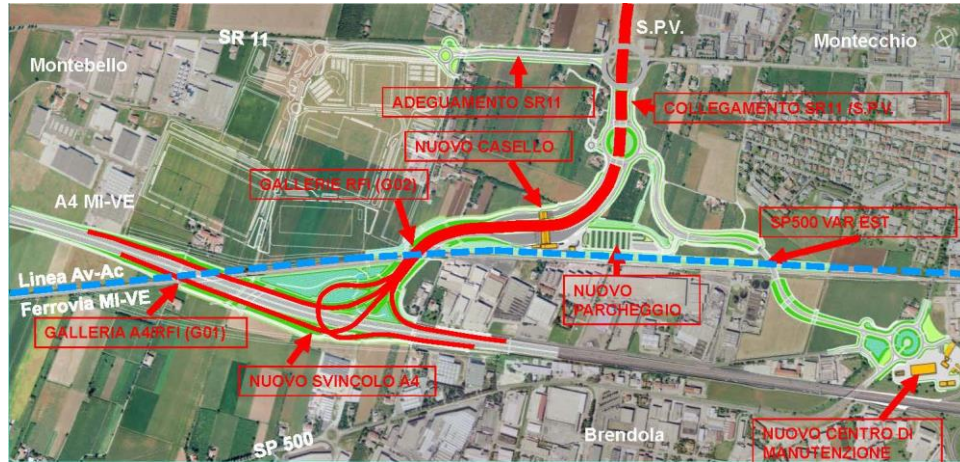 SR 11
S.P.V.
Montecchio
Montebello
ADEGUAMENTO SR11
COLLEGAMENTO SR11 /S.P.V.
NUOVO CASELLO
GALLERIE RFI (G02)
A4 MI-VE
SP500 VAR EST
Linea Av-Ac
Ferrovia MI-VE
NUOVO
PARCHEGGIO
GALLERIA A4/RFI (G01)
NUOVO SVINCOLO A4
SP 500
Brendola
NUOVO CENTRO DI
MANUTENZIONE